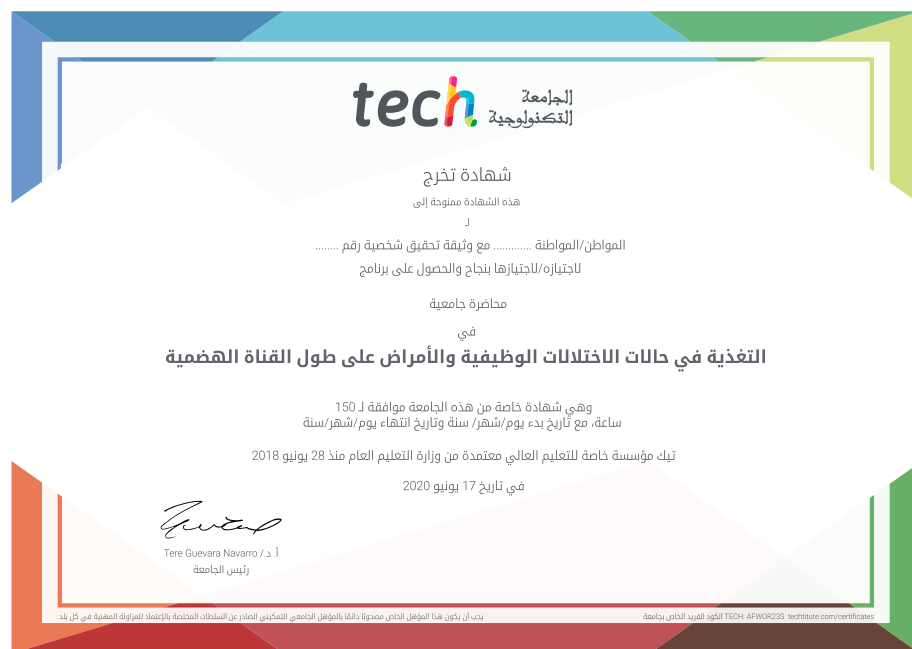 tech الجامعة
التكنولوجية
شهادة تخرج
هذه الشهادة ممنوحة إلى
لـ
المواطن/المواطنة ............. مع وثيقة تحقيق شخصية رقم ........
لاجتيازه/لاجتيازها بنجاح والحصول على برنامج
محاضرة جامعية
في
التغذية في حالات الاختلالات الوظيفية والأمراض على طول القناة الهضمية
وهي شهادة خاصة من هذه الجامعة موافقة لـ 150
ساعة، مع تاريخ بدء يوم/شهر/ سنة وتاريخ انتهاء يوم/شهر/سنة
تيك مؤسسة خاصة للتعليم العالي معتمدة من وزارة التعليم العام منذ 28 يونيو 2018
في تاريخ 17 يونيو 2020
أ. د./ Tere Guevara Navarro
رئيس الجامعة
يجب أن يكون هذا المؤهل الخاص مصحوبًا دائمًا بالمؤهل الجامعي التمكيني الصادر عن السلطات المختصة بالإعتماد للمزاولة المهنية في كل بلد.
الكود الفريد الخاص بجامعة TECH: AFWOR23S techtitute.com/certificates